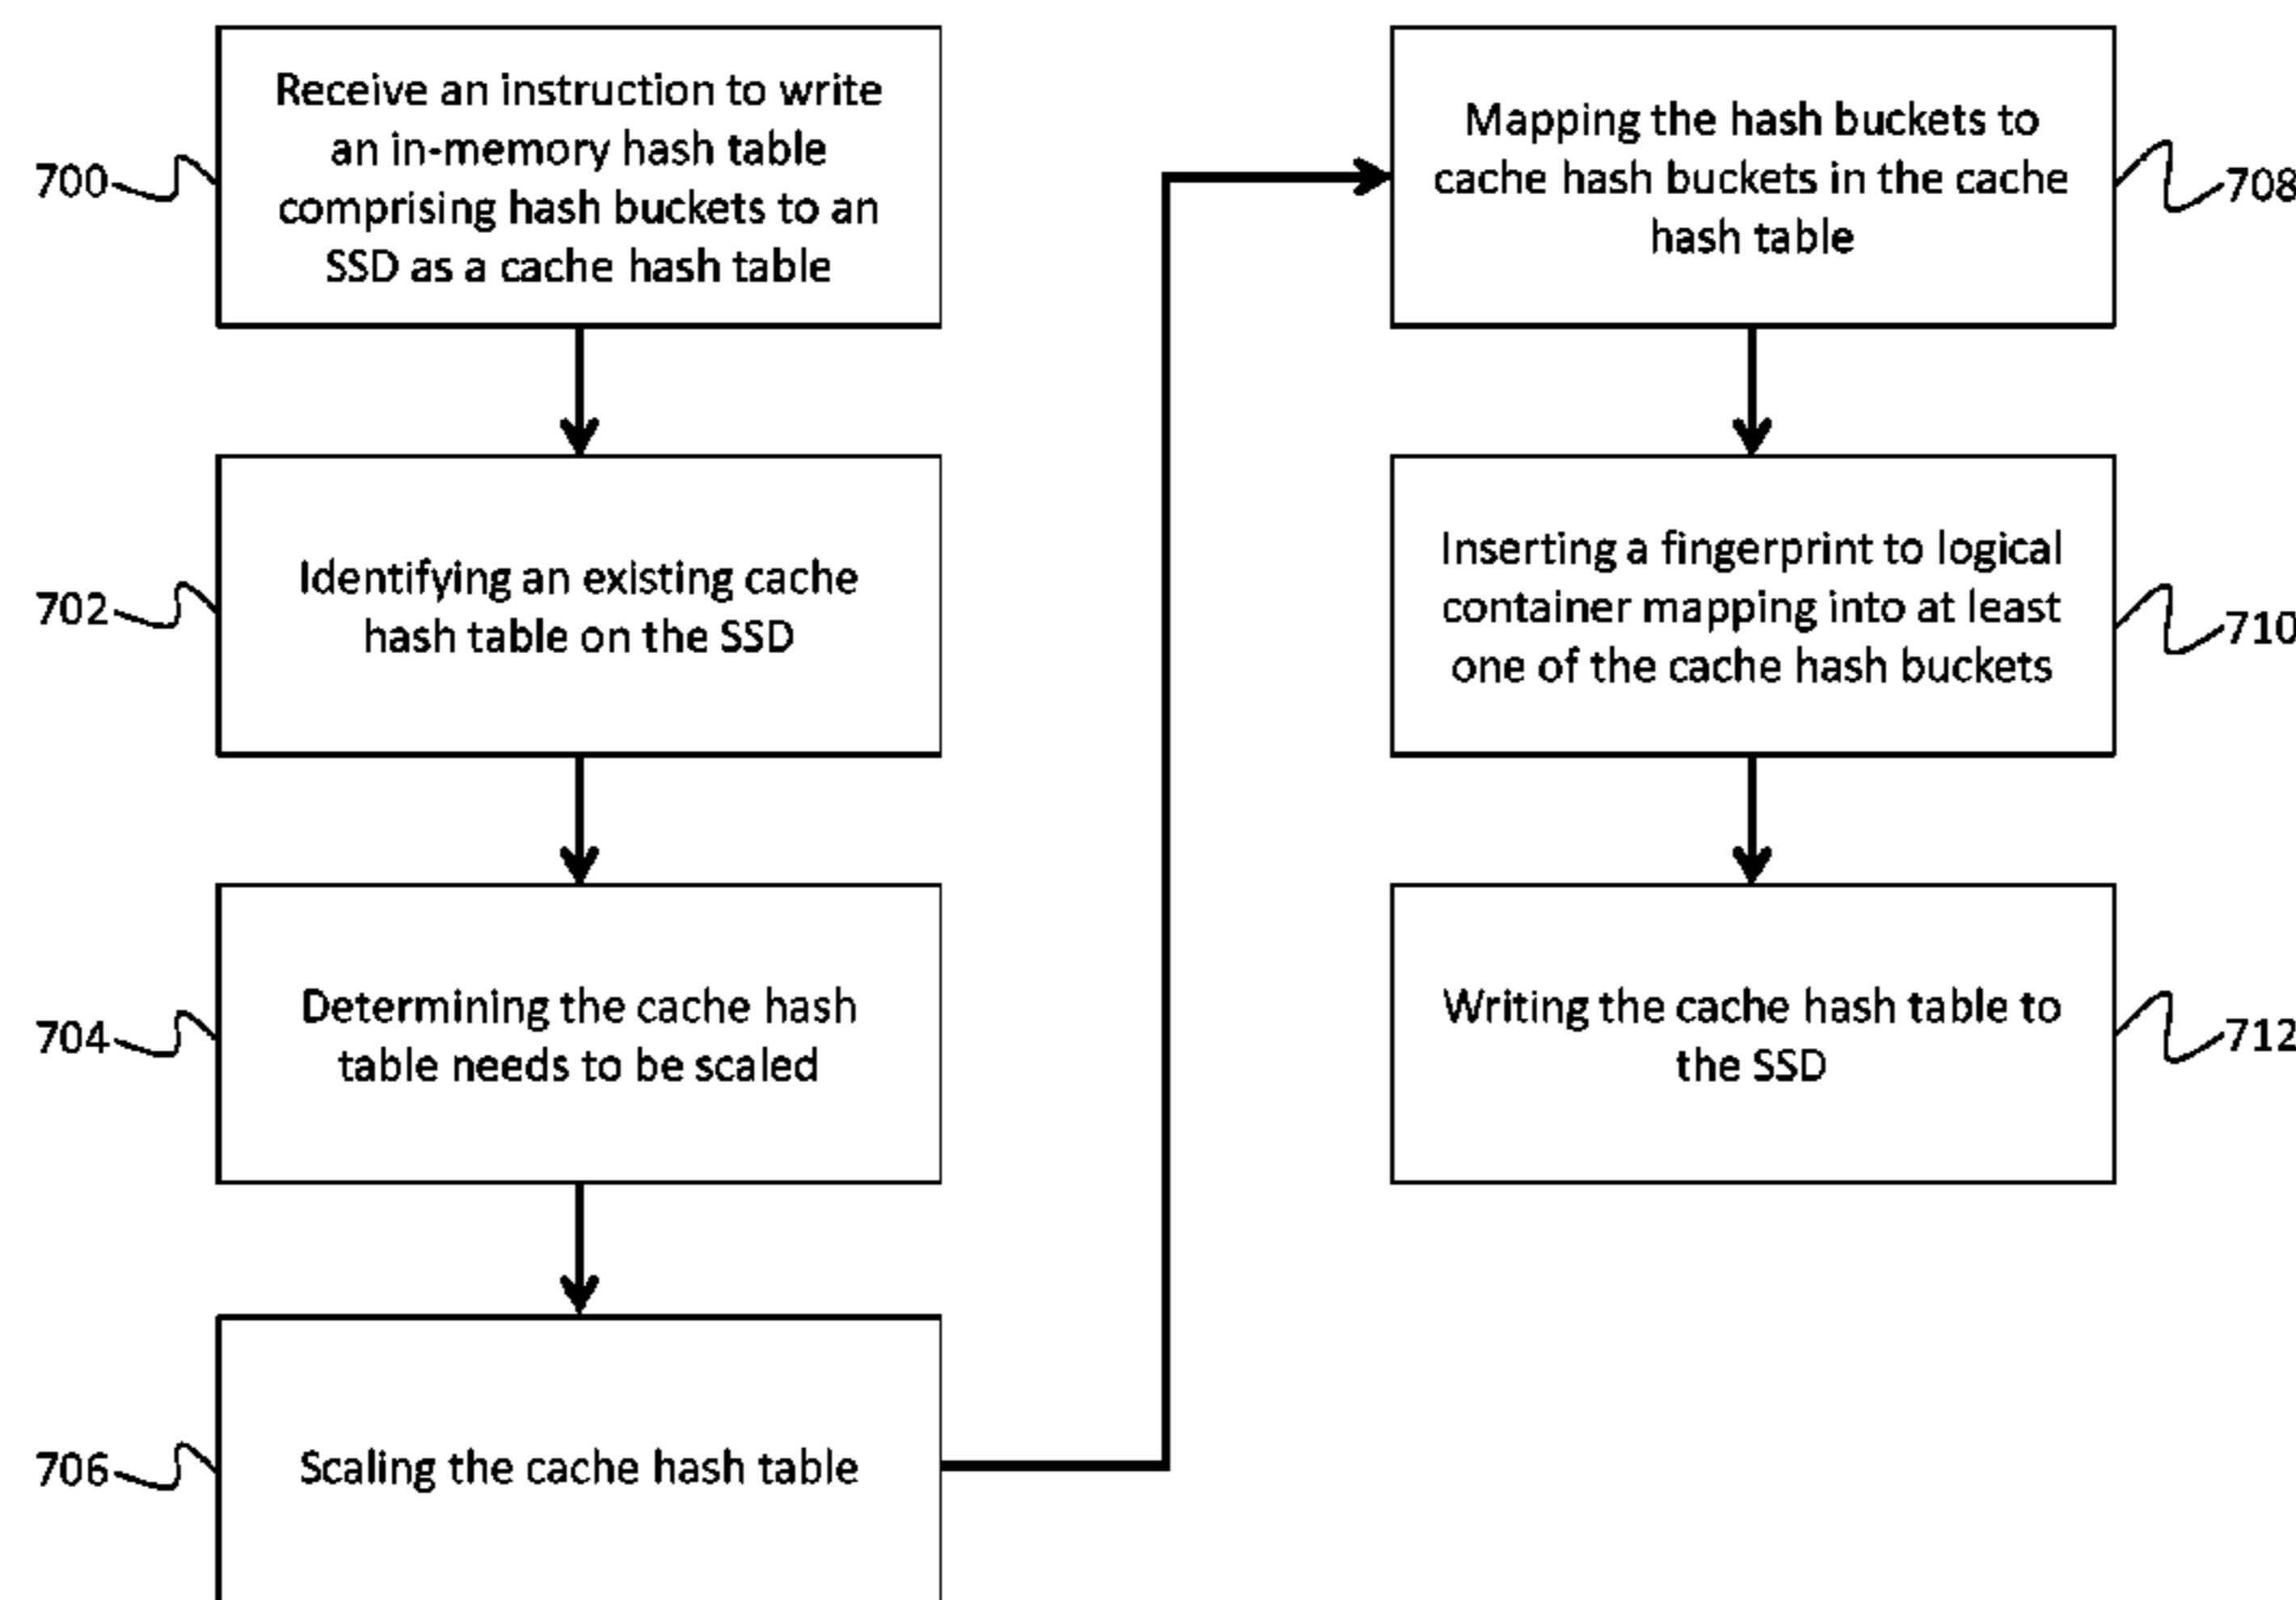 700
Receive an instruction to write
an in-memory hash table
comprising hash buckets to an
SSD as a cache hash table
702
Identifying an existing cache
hash table on the SSD
704
Determining the cache hash
table needs to be scaled
706
Scaling the cache hash table
Mapping the hash buckets to
cache hash buckets in the cache
hash table
708
Inserting a fingerprint to logical
container mapping into at least
one of the cache hash buckets
710
Writing the cache hash table to
the SSD
712